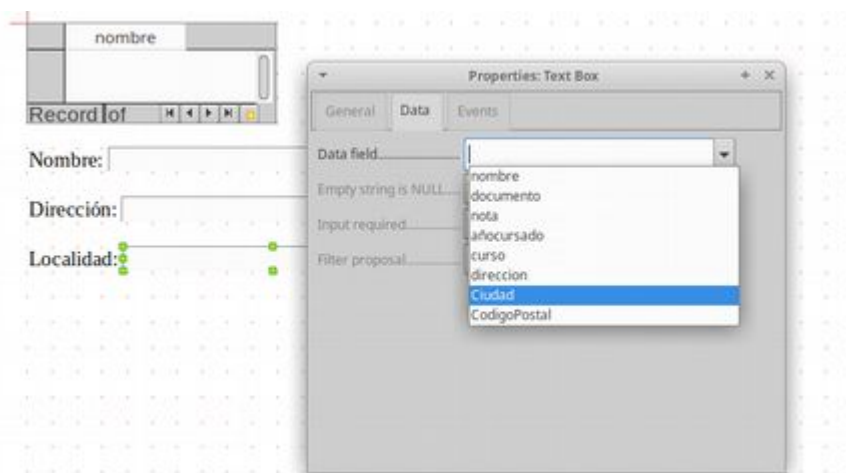 nombre
Record of
Nombre:
Dirección:
Localidad:
Properties: Text Box
General Data Events
Data field
Empty string is NULL
Input required
Filter proposal
nombre
documento
nota
añocursado
curso
direccion
Ciudad
CodigoPostal